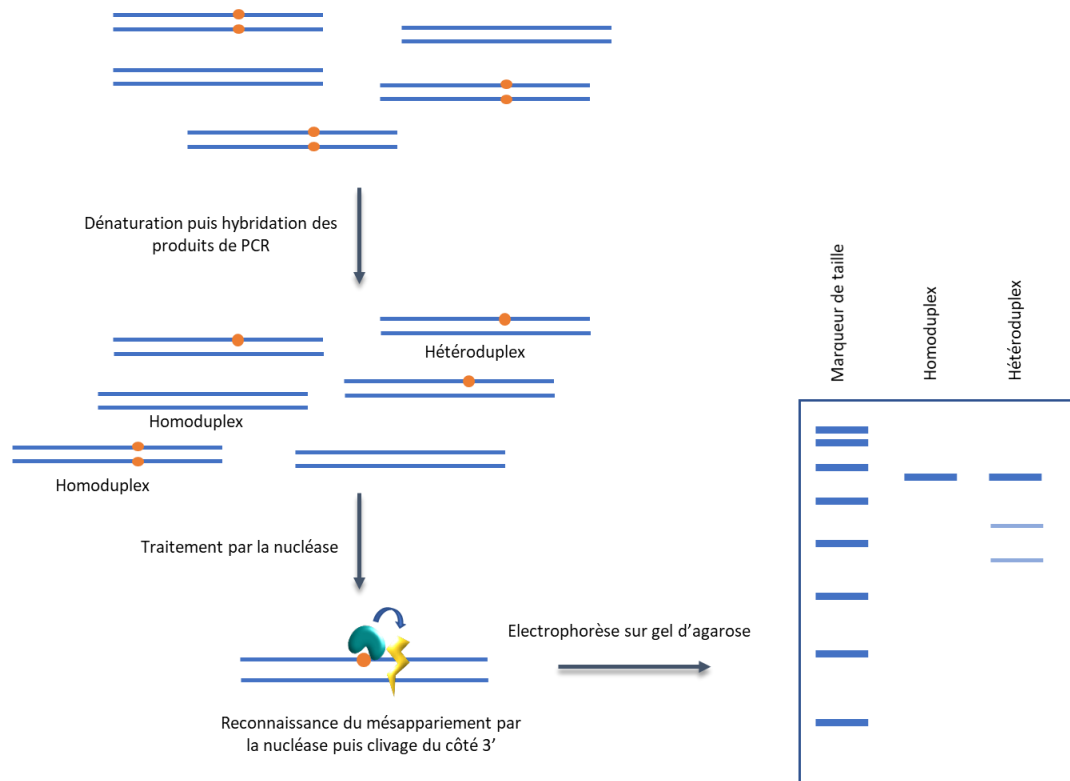 Dénaturation puis hybridation des
produits de PCR
Hétéroduplex
Homoduplex
Homoduplex
Traitement par la nucléase
Electrophorèse sur gel d’agarose
Reconnaissance du mésappariement par
la nucléase puis clivage du côté 3’
Marqueur de taille
Homoduplex
Hétéroduplex